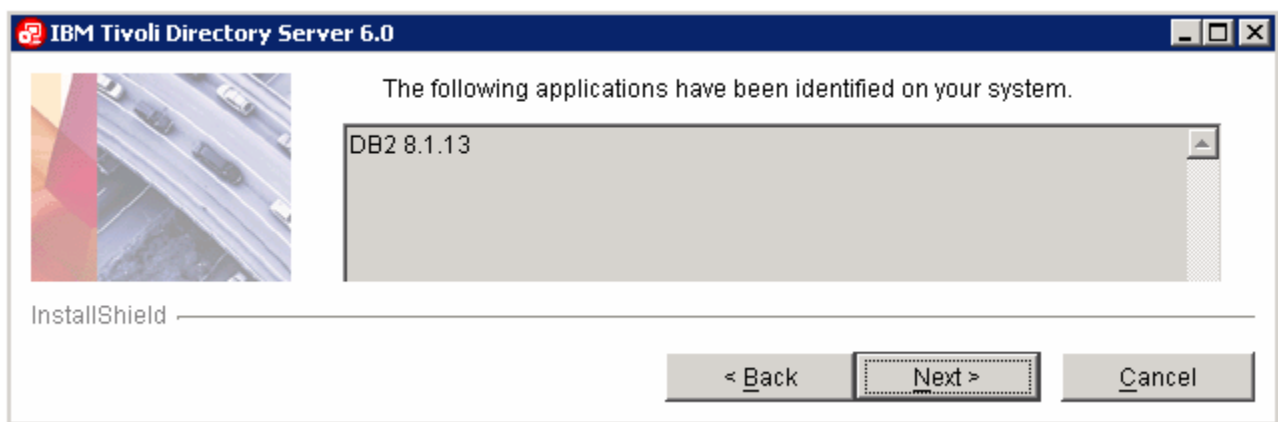 IBM Tivoli Directory Server 6.0
The following applications have been identified on your system.
DB2 8.1.13
InstallShield
< Back
Next >
Cancel